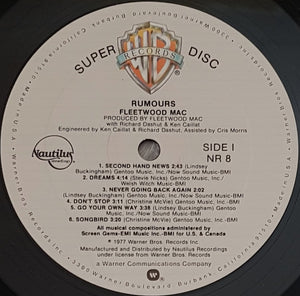 SUPER DISC
WB
RECORDS
RUMOURS
FLEETWOOD MAC
PRODUCED BY FLEETWOOD MAC
with Richard Dashut & Ken Caillat
Engineered by Ken Caillat & Richard Dashut, Assisted by Cris Morris
Nautilus
SIDE I
NR 8
1. SECOND HAND NEWS 2:43 (Lindsey
Buckingham) Gentoo Music, Inc./Now Sound Music-BMI
2. DREAMS 4:14 (Stevie Nicks) Gentoo Music, Inc./
Welsh Witch Music-BMI
3. NEVER GOING BACK AGAIN 2:02
(Lindsey Buckingham) Gentoo Music, Inc./Now Sound Music-BMI
4. DON'T STOP 3:11 (Christine McVie) Gentoo Music, Inc.-BMI
5. GO YOUR OWN WAY 3:38 (Lindsey Buckingham)
Gentoo Music, Inc./Now Sound Music-BMI
6. SONGBIRD 3:20 (Christine McVie) Gentoo Music, Inc.-BMI
All musical compositions administered by
Screen Gems-EMI Music Inc-BMI for U.S. & Canada
℗ 1977 Warner Bros. Records Inc.
Manufactured and Distributed by Nautilus Recordings
under license from Warner Bros. Records Inc.
a Warner Communications Company
Warner Boulevard Burbank, Calif